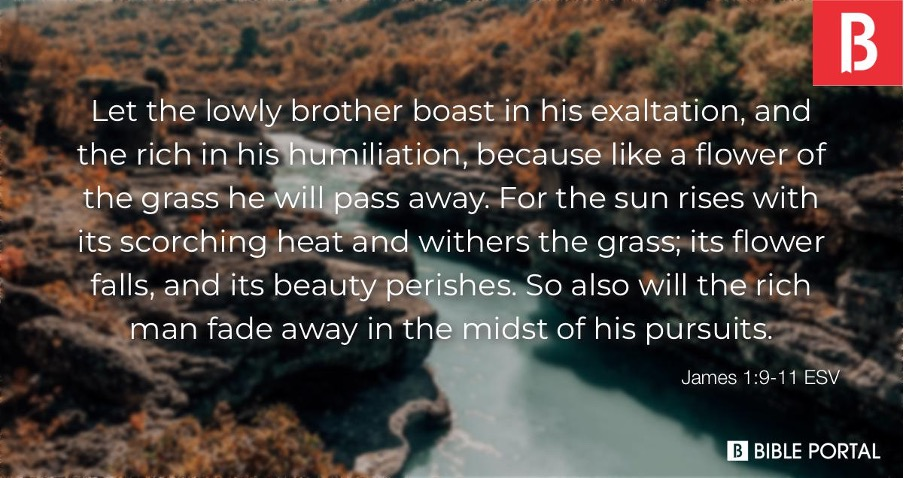 B
Let the lowly brother boast in his exaltation, and
the rich in his humiliation, because like a flower of
the grass he will pass away. For the sun rises with
its scorching heat and withers the grass; its flower
falls, and its beauty perishes. So also will the rich
man fade away in the midst of his pursuits.
James 1:9-11 ESV
B BIBLE PORTAL